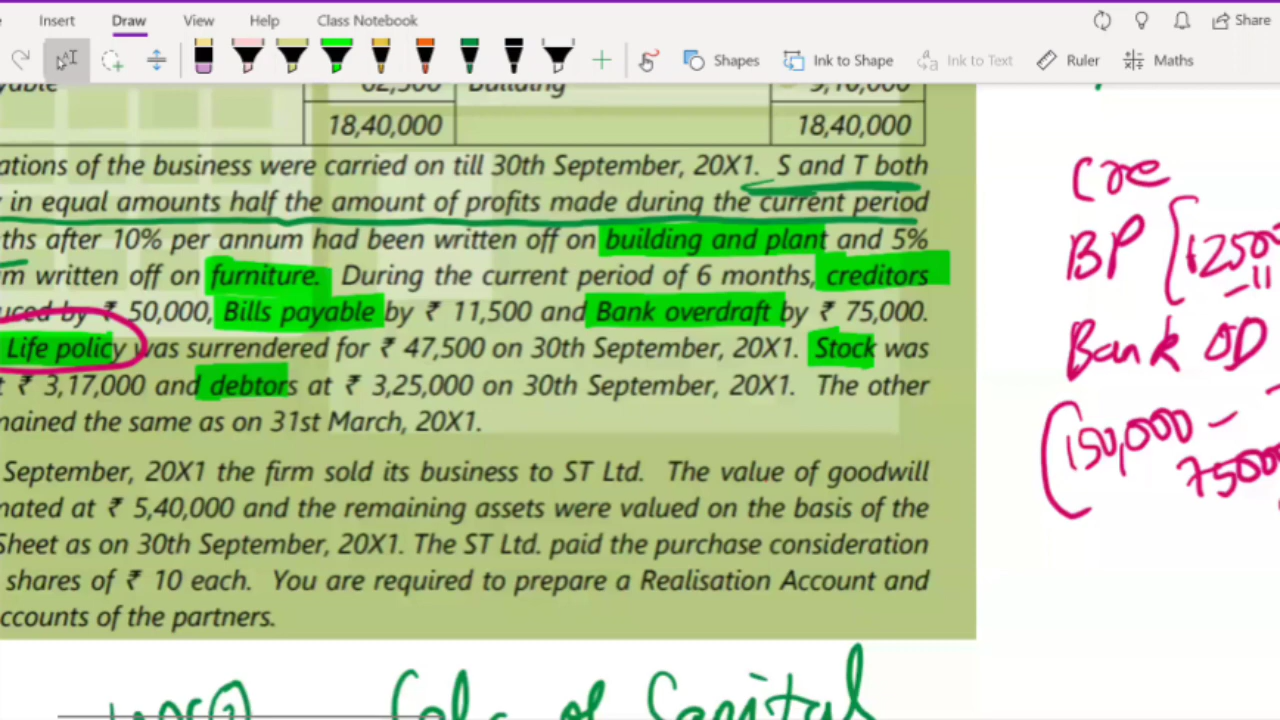 Insert Draw View Help Class Notebook Share
Shapes Ink to Shape Ink to Text Ruler Maths
18,40,000 18,40,000
ations of the business were carried on till 30th September, 20X1. S and T both
in equal amounts half the amount of profits made during the current period
ths after 10% per annum had been written off on building and plant and 5%
m written off on furniture. During the current period of 6 months, creditors
uced by ₹ 50,000, Bills payable by ₹ 11,500 and Bank overdraft by ₹ 75,000.
Life policy was surrendered for ₹ 47,500 on 30th September, 20X1. Stock was
t ₹ 3,17,000 and debtors at ₹ 3,25,000 on 30th September, 20X1. The other
mained the same as on 31st March, 20X1.
September, 20X1 the firm sold its business to ST Ltd. The value of goodwill
mated at ₹ 5,40,000 and the remaining assets were valued on the basis of the
Sheet as on 30th September, 20X1. The ST Ltd. paid the purchase consideration
shares of ₹ 10 each. You are required to prepare a Realisation Account and
ccounts of the partners.
Cre
BP (12500
Bank OD
(150,000 -
75000
Calc of Capital